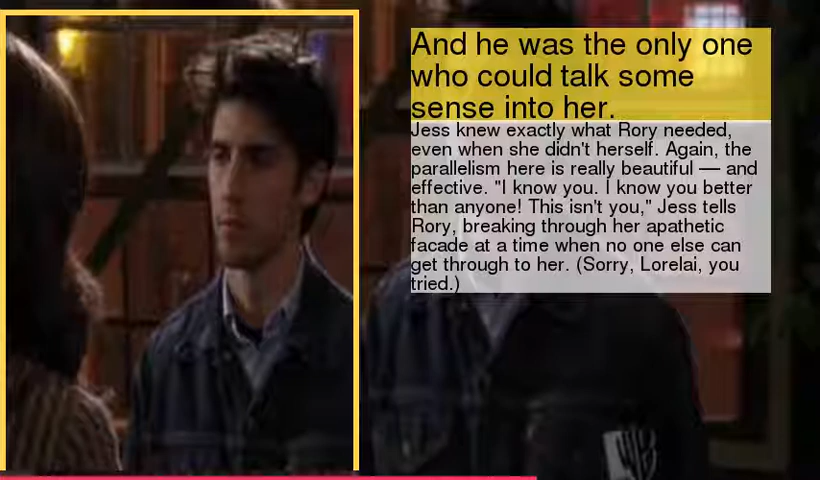 And he was the only one
who could talk some
sense into her.
Jess knew exactly what Rory needed,
even when she didn't herself. Again, the
parallelism here is really beautiful — and
effective. "I know you. I know you better
than anyone! This isn't you," Jess tells
Rory, breaking through her apathetic
facade at a time when no one else can
get through to her. (Sorry, Lorelai, you
tried.)